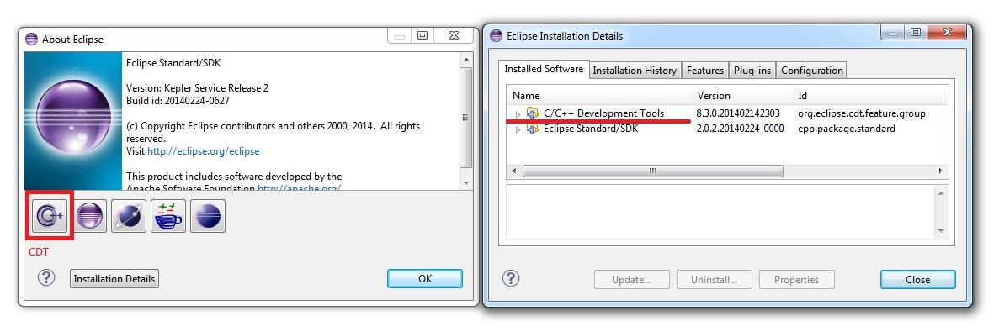 About Eclipse
Eclipse Standard/SDK
Version: Kepler Service Release 2
Build id: 20140224-0627
(c) Copyright Eclipse contributors and others 2000, 2014.  All rights
reserved.
Visit http://eclipse.org/eclipse
This product includes software developed by the
Apache Software Foundation http://apache.org/
C++
CDT
?
Installation Details
OK
Eclipse Installation Details
Installed Software
Installation History
Features
Plug-ins
Configuration
Name Version Id
C/C++ Development Tools 8.3.0.201402142303 org.eclipse.cdt.feature.group
Eclipse Standard/SDK 2.0.2.20140224-0000 epp.package.standard
?
Update...
Uninstall...
Properties
Close